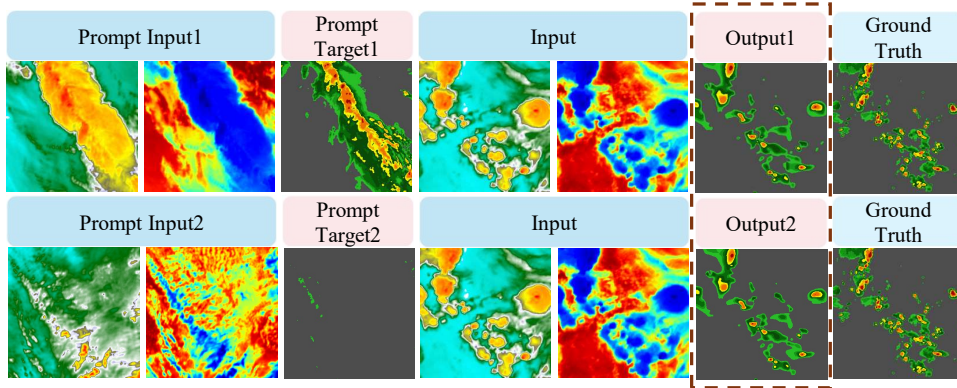 Prompt Input1
Prompt
Target1
Input
Output1
Ground
Truth
Prompt Input2
Prompt
Target2
Input
Output2
Ground
Truth